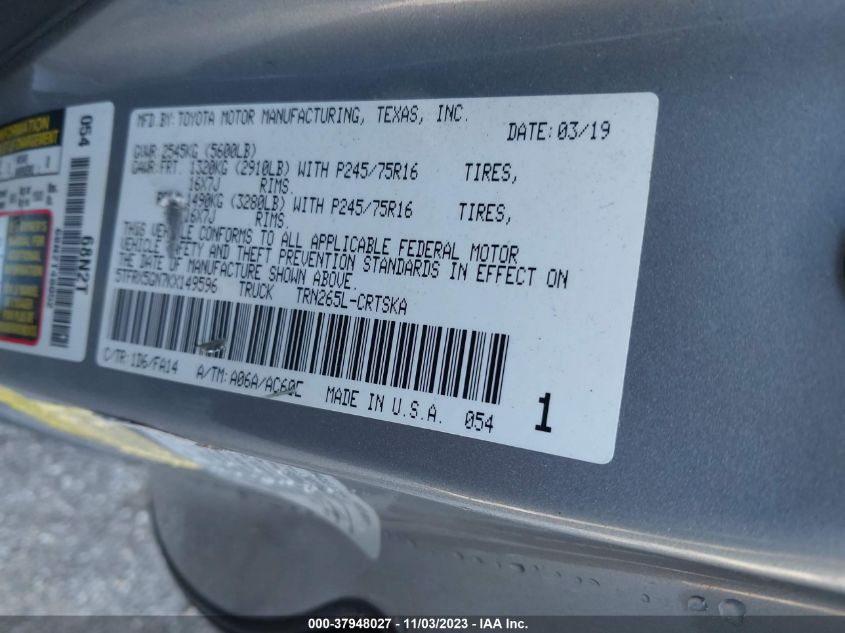 MFD.BY:TOYOTA MOTOR MANUFACTURING, TEXAS, INC.
DATE:03/19
GVWR:2545KG (5600LB)
GAWR:FRT. 1320KG (2910LB) WITH P245/75R16 TIRES,
16X7J RIMS.
1490KG (3280LB) WITH P245/75R16 TIRES,
16X7J RIMS.
THIS VEHICLE CONFORMS TO ALL APPLICABLE FEDERAL MOTOR
VEHICLE SAFETY AND THEFT PREVENTION STANDARDS IN EFFECT ON
THE DATE OF MANUFACTURE SHOWN ABOVE.
5TFRX5GN7KX149596 TRUCK TRN265L-CRTSKA
C/TR:1D6/FA14 A/TM:A06A/AC60E MADE IN U.S.A. 054 1
054
68N2T
000-37948027 - 11/03/2023 - IAA Inc.